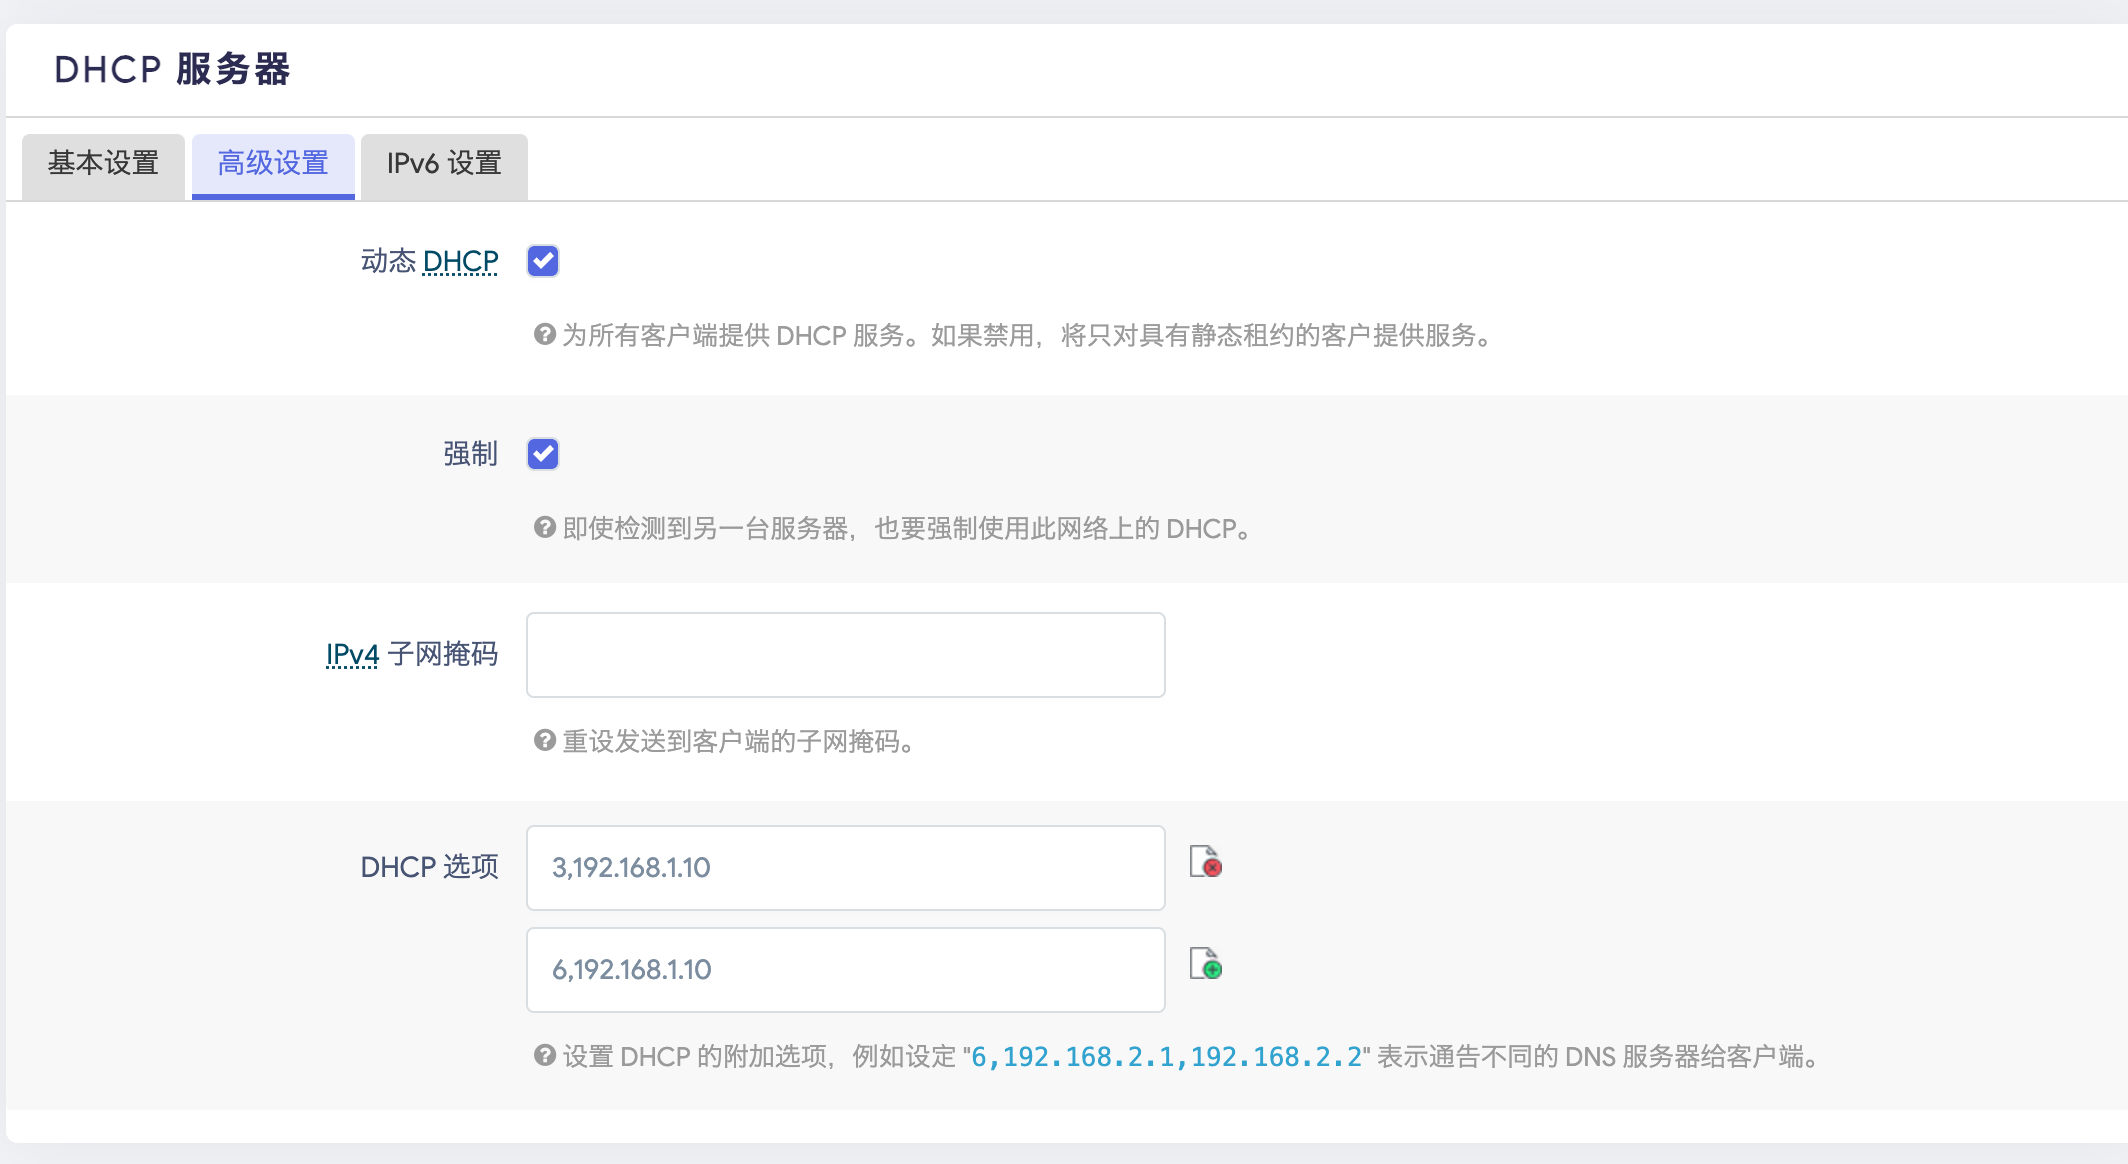 DHCP 服务器
基本设置 高级设置 IPv6 设置
动态 DHCP
为所有客户端提供 DHCP 服务。如果禁用，将只对具有静态租约的客户提供服务。
强制
即使检测到另一台服务器，也要强制使用此网络上的 DHCP。
IPv4 子网掩码
重设发送到客户端的子网掩码。
DHCP 选项 3,192.168.1.10
6,192.168.1.10
设置 DHCP 的附加选项，例如设定 "6,192.168.2.1,192.168.2.2" 表示通告不同的 DNS 服务器给客户端。